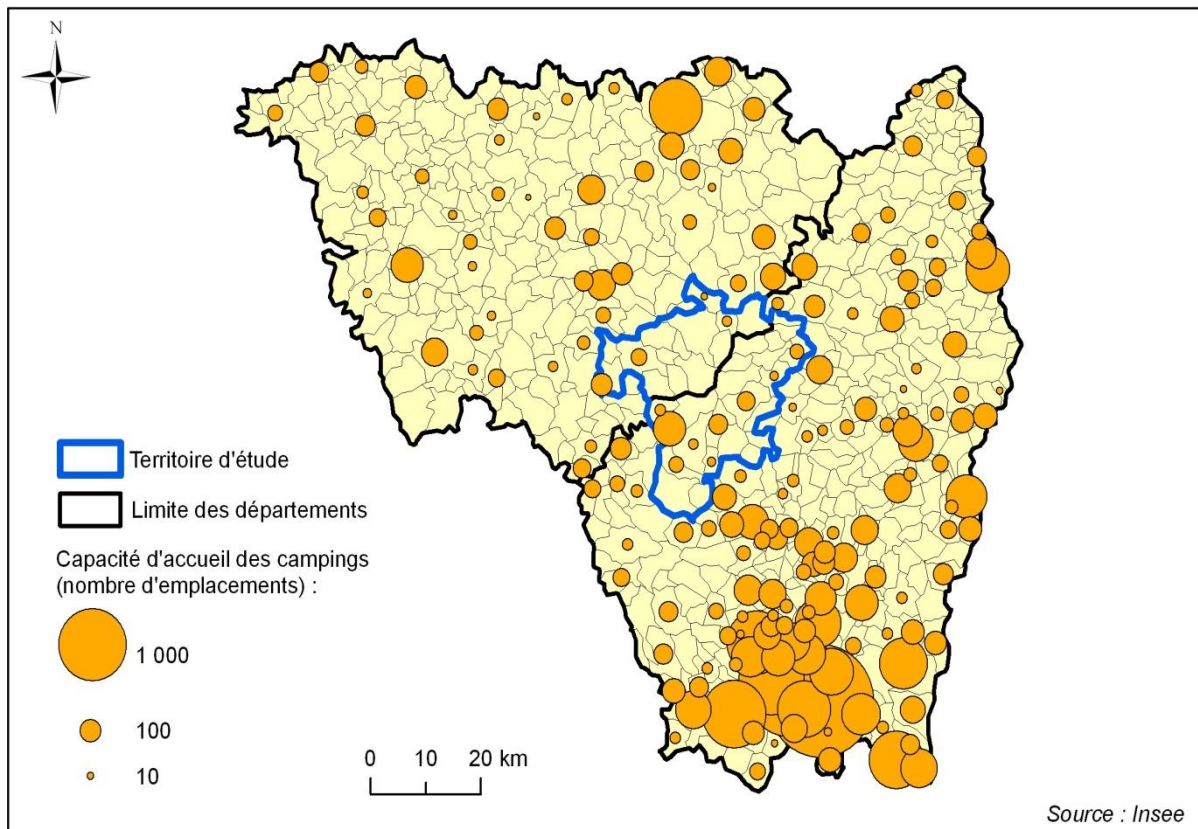 N
Territoire d'étude
Limite des départements
Capacité d'accueil des campings
(nombre d'emplacements) :
1 000
100
10
0 10 20 km
Source : Insee